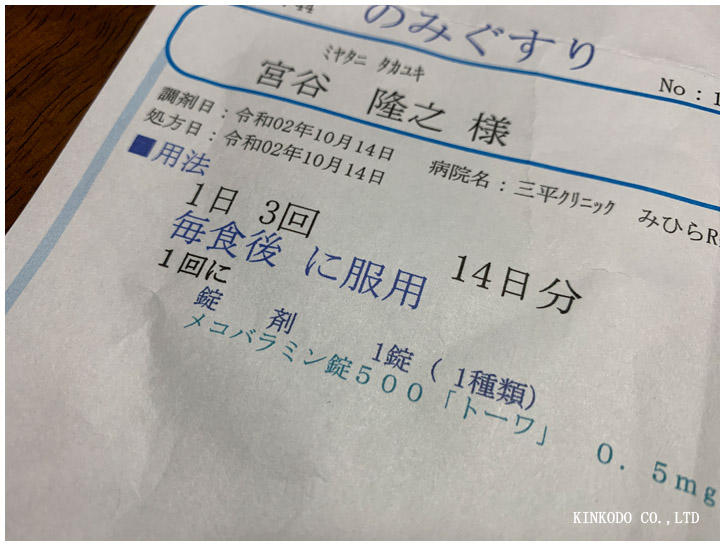 44
のみぐすり
No：1
ﾐﾔﾀﾆ ﾀｶﾕｷ
宮谷 隆之 様
調剤日：令和02年10月14日
処方日：令和02年10月14日
病院名：三平ｸﾘﾆｯｸ みひらR
■用法
1日 3回
毎食後 に服用 14日分
1回に
錠 剤 1錠 ( 1種類)
メコバラミン錠５００「トーワ」 ０．５ｍｇ
KINKODO CO.,LTD